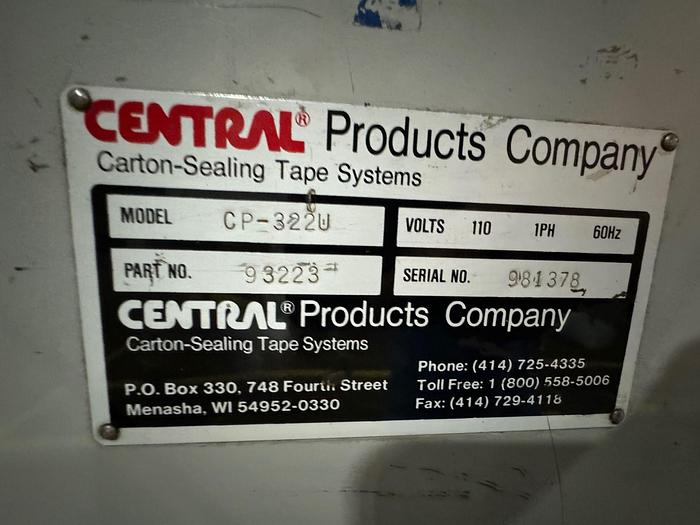 CENTRAL® Products Company
Carton-Sealing Tape Systems
MODEL CP-322U
VOLTS 110 1PH 60Hz
PART NO. 93223
SERIAL NO. 981378
CENTRAL® Products Company
Carton-Sealing Tape Systems
P.O. Box 330, 748 Fourth Street
Menasha, WI 54952-0330
Phone: (414) 725-4335
Toll Free: 1 (800) 558-5006
Fax: (414) 729-4118